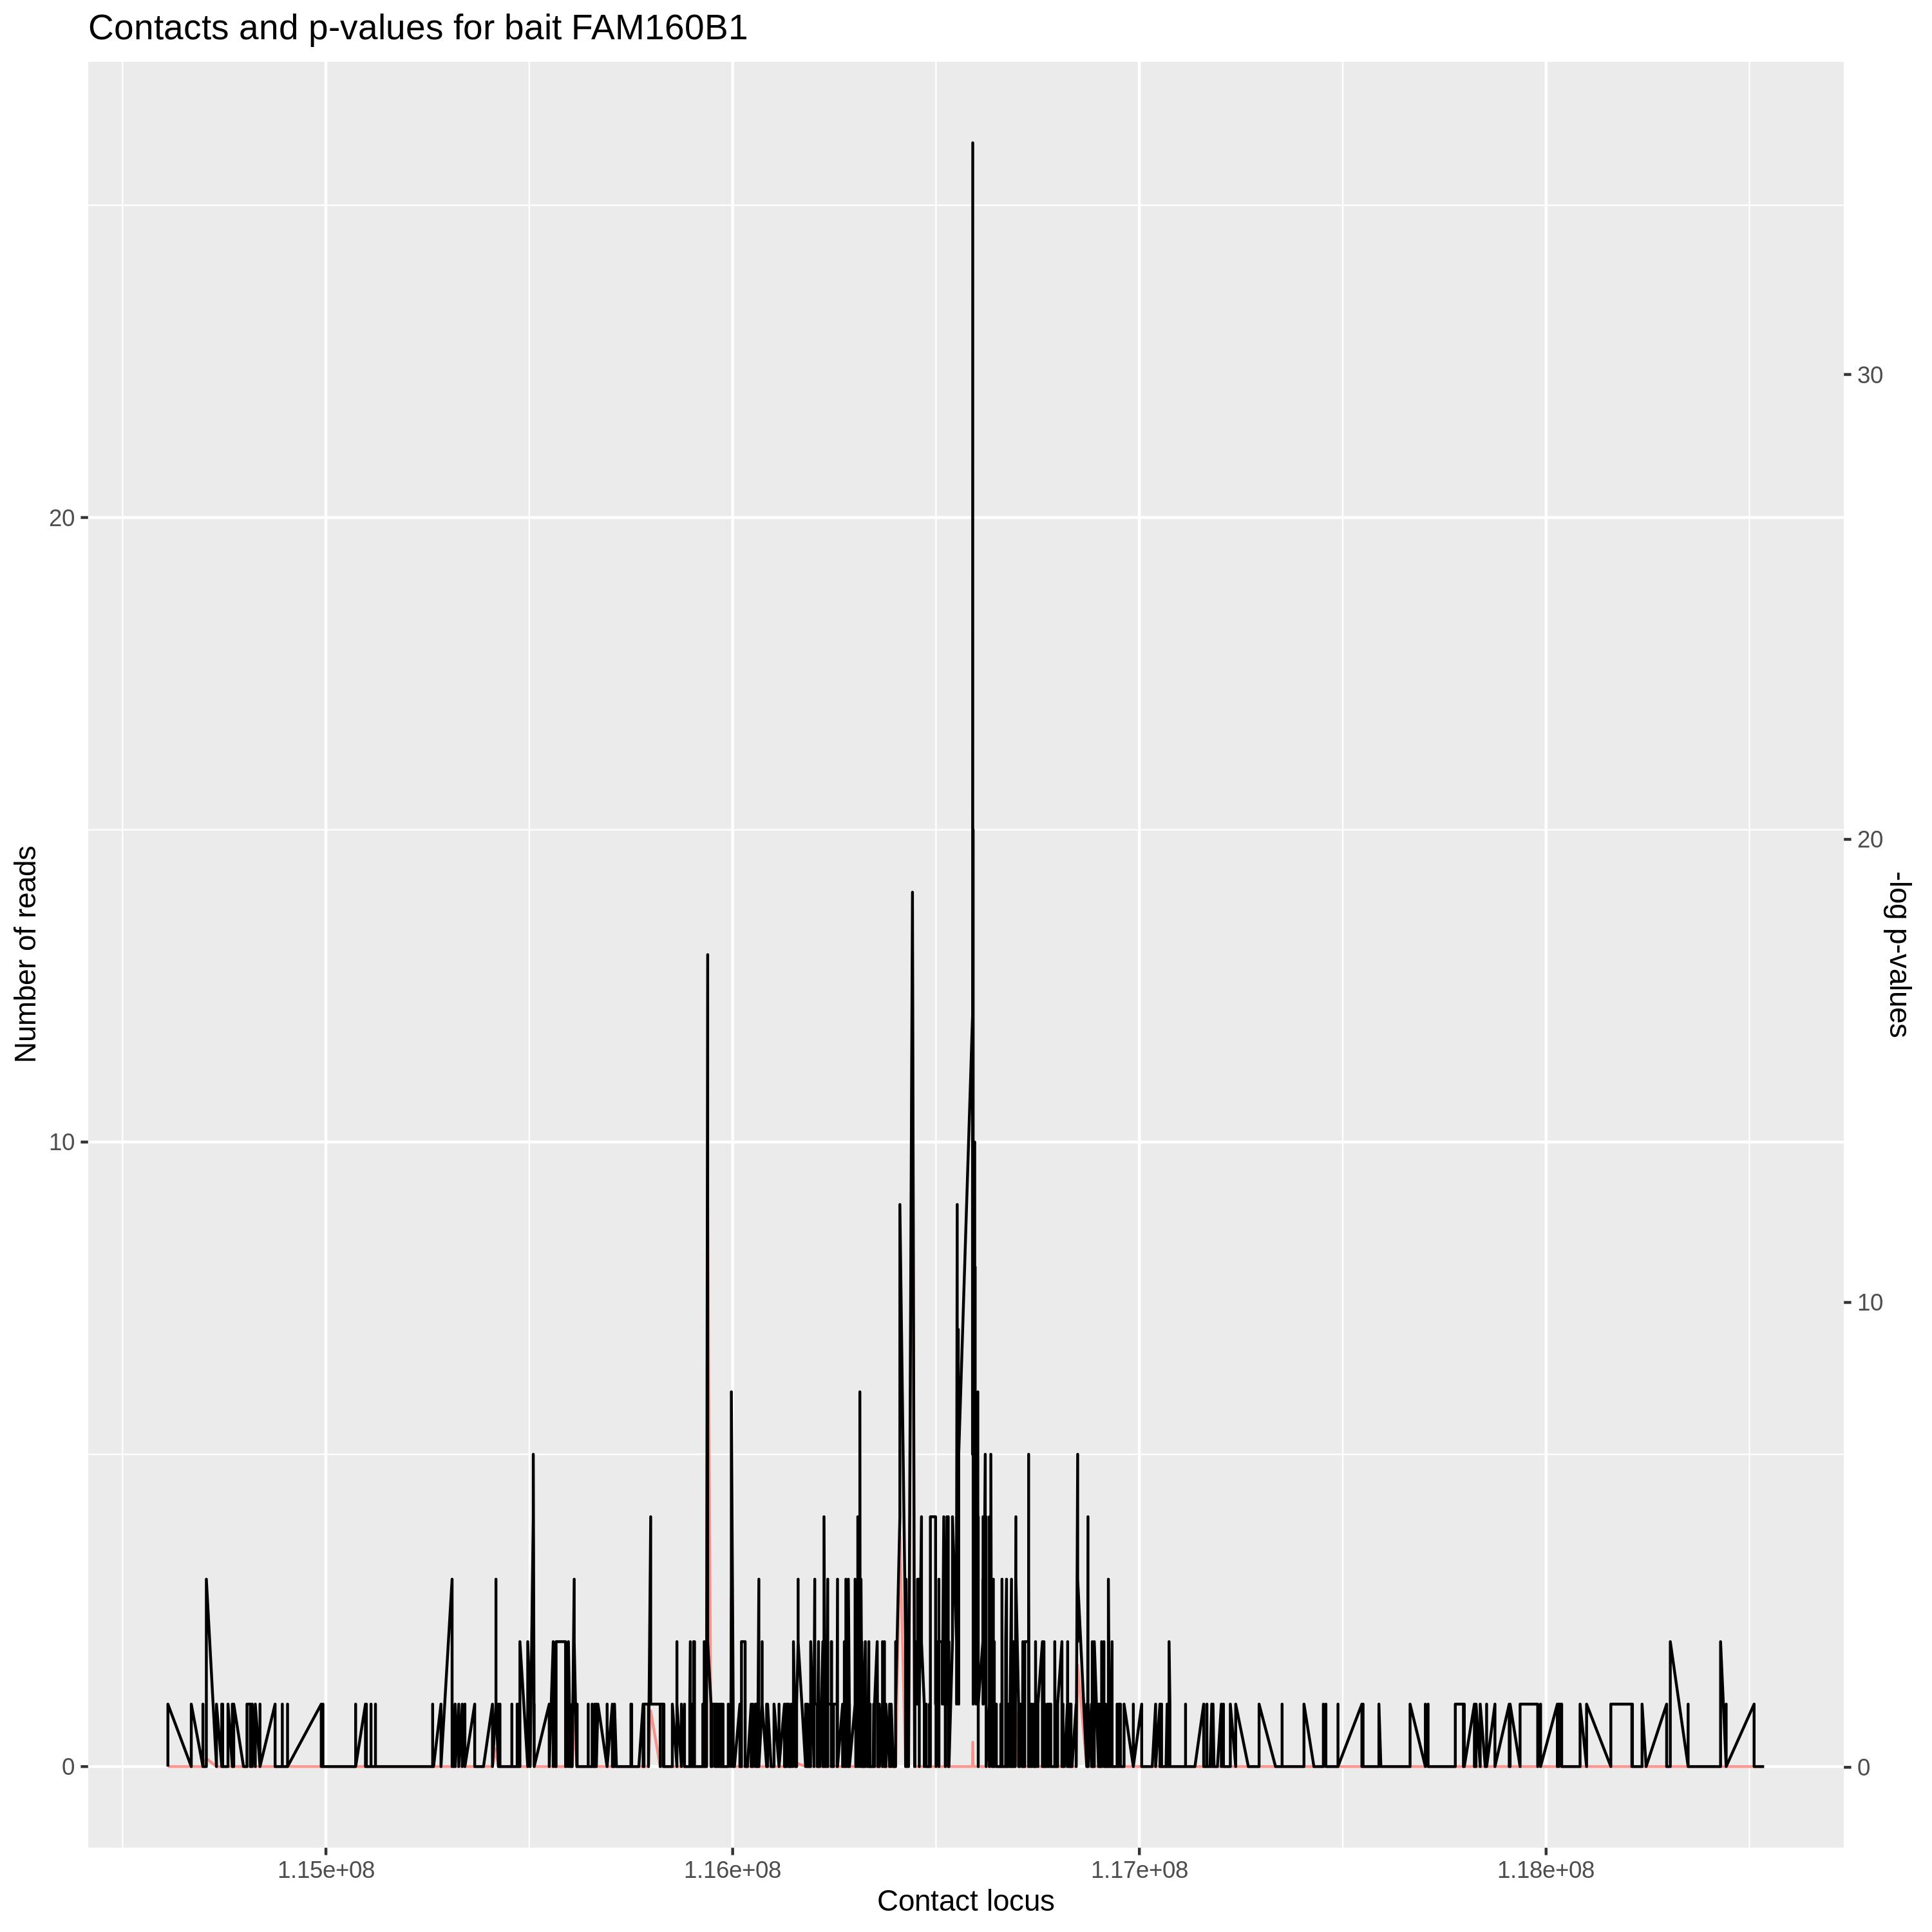 Contacts and p-values for bait FAM160B1
Number of reads
20
10
0
30
20
10
0
-log p-values
1.15e+08 1.16e+08 1.17e+08 1.18e+08
Contact locus